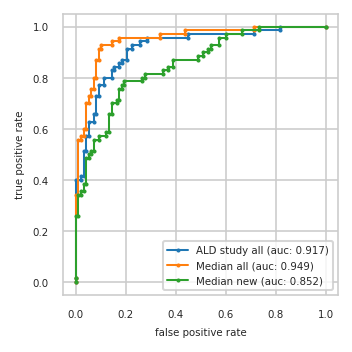 1.0
0.8
0.6
0.4
0.2
0.0
true positive rate
ALD study all (auc: 0.917)
Median all (auc: 0.949)
Median new (auc: 0.852)
0.0 0.2 0.4 0.6 0.8 1.0
false positive rate